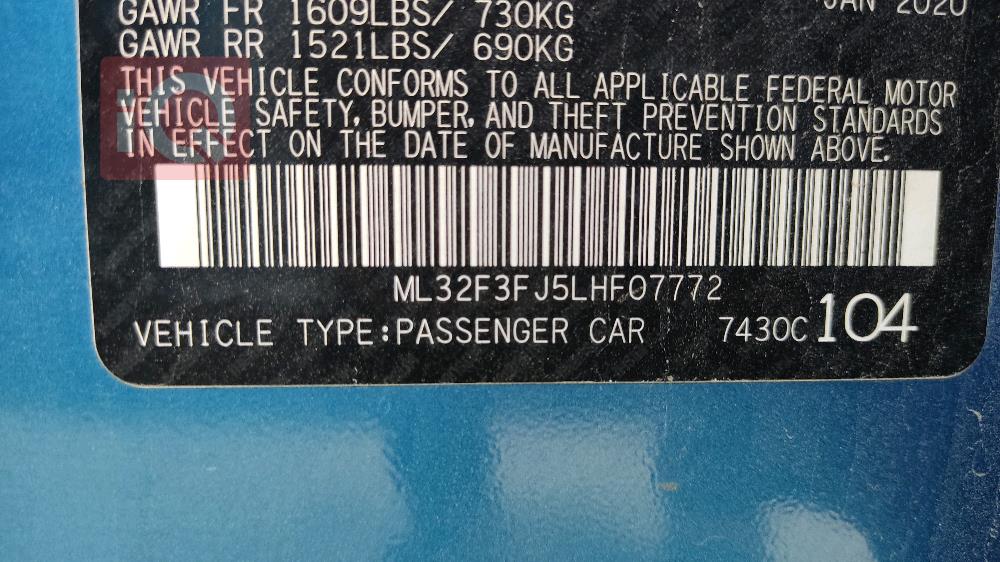 JAN 2020
GAWR FR 1609LBS/ 730KG
GAWR RR 1521LBS/ 690KG
THIS VEHICLE CONFORMS TO ALL APPLICABLE FEDERAL MOTOR
VEHICLE SAFETY, BUMPER, AND THEFT PREVENTION STANDARDS
IN EFFECT ON THE DATE OF MANUFACTURE SHOWN ABOVE.
ML32F3FJ5LHF07772
VEHICLE TYPE:PASSENGER CAR 7430C 104